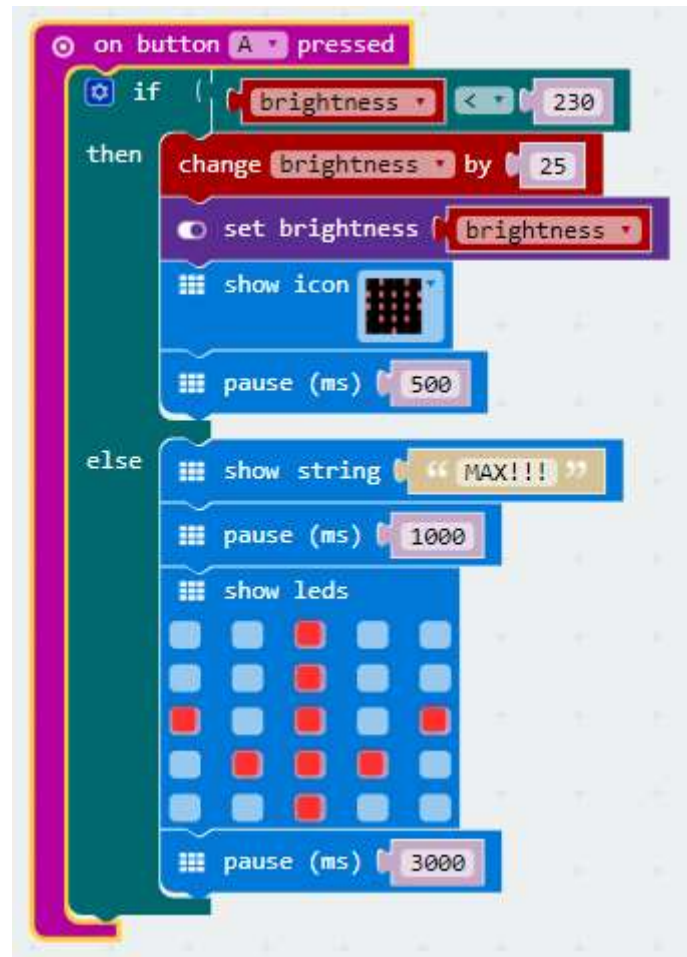 on button A pressed
if ( brightness < 230
then change brightness by 25
set brightness brightness
show icon
pause (ms) 500
else show string “ MAX!!! ”
pause (ms) 1000
show leds
pause (ms) 3000